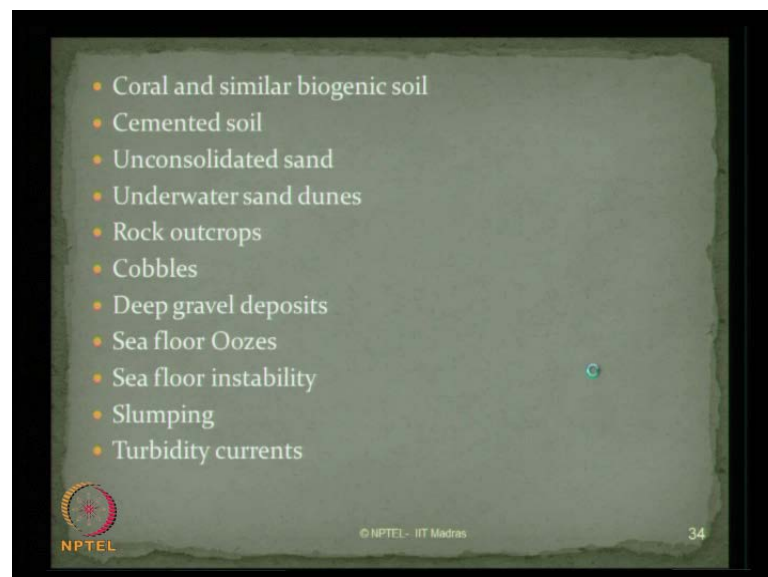 Coral and similar biogenic soil
Cemented soil
Unconsolidated sand
Underwater sand dunes
Rock outcrops
Cobbles
Deep gravel deposits
Sea floor Oozes
Sea floor instability
Slumping
Turbidity currents
NPTEL
© NPTEL- IIT Madras
34